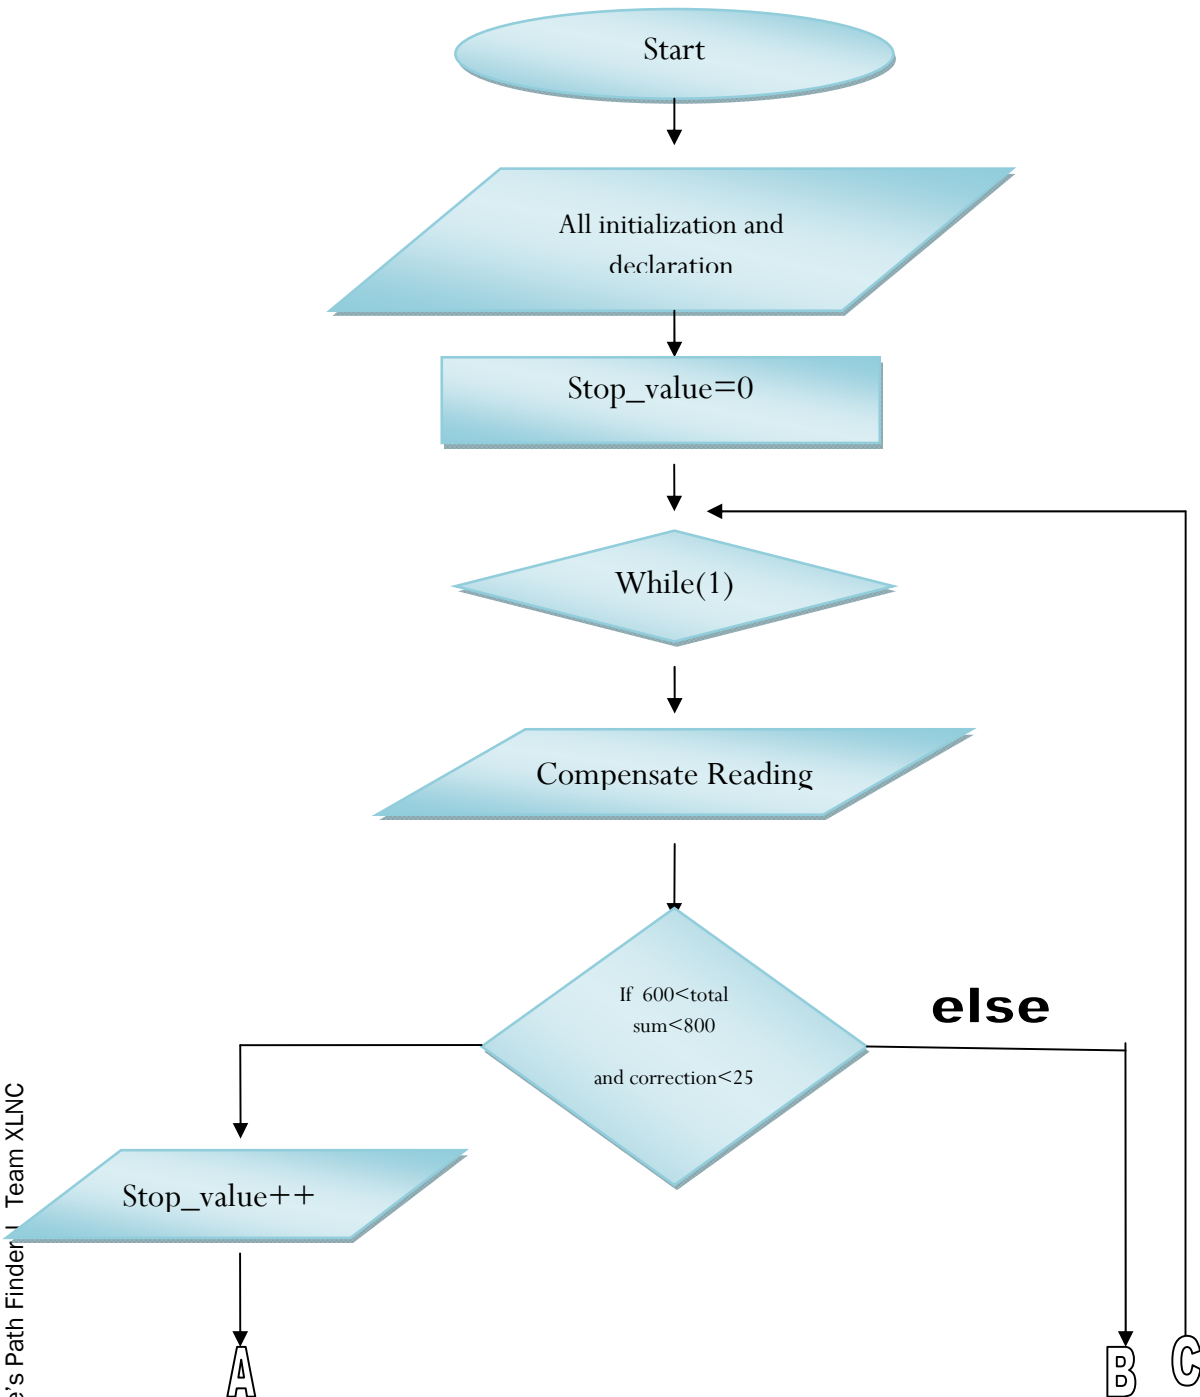 Start
All initialization and
declaration
Stop_value=0
While(1)
Compensate Reading
If 600<total
sum<800
and correction<25
else
Stop_value++
A
B
C
Path Finder Team XLNC